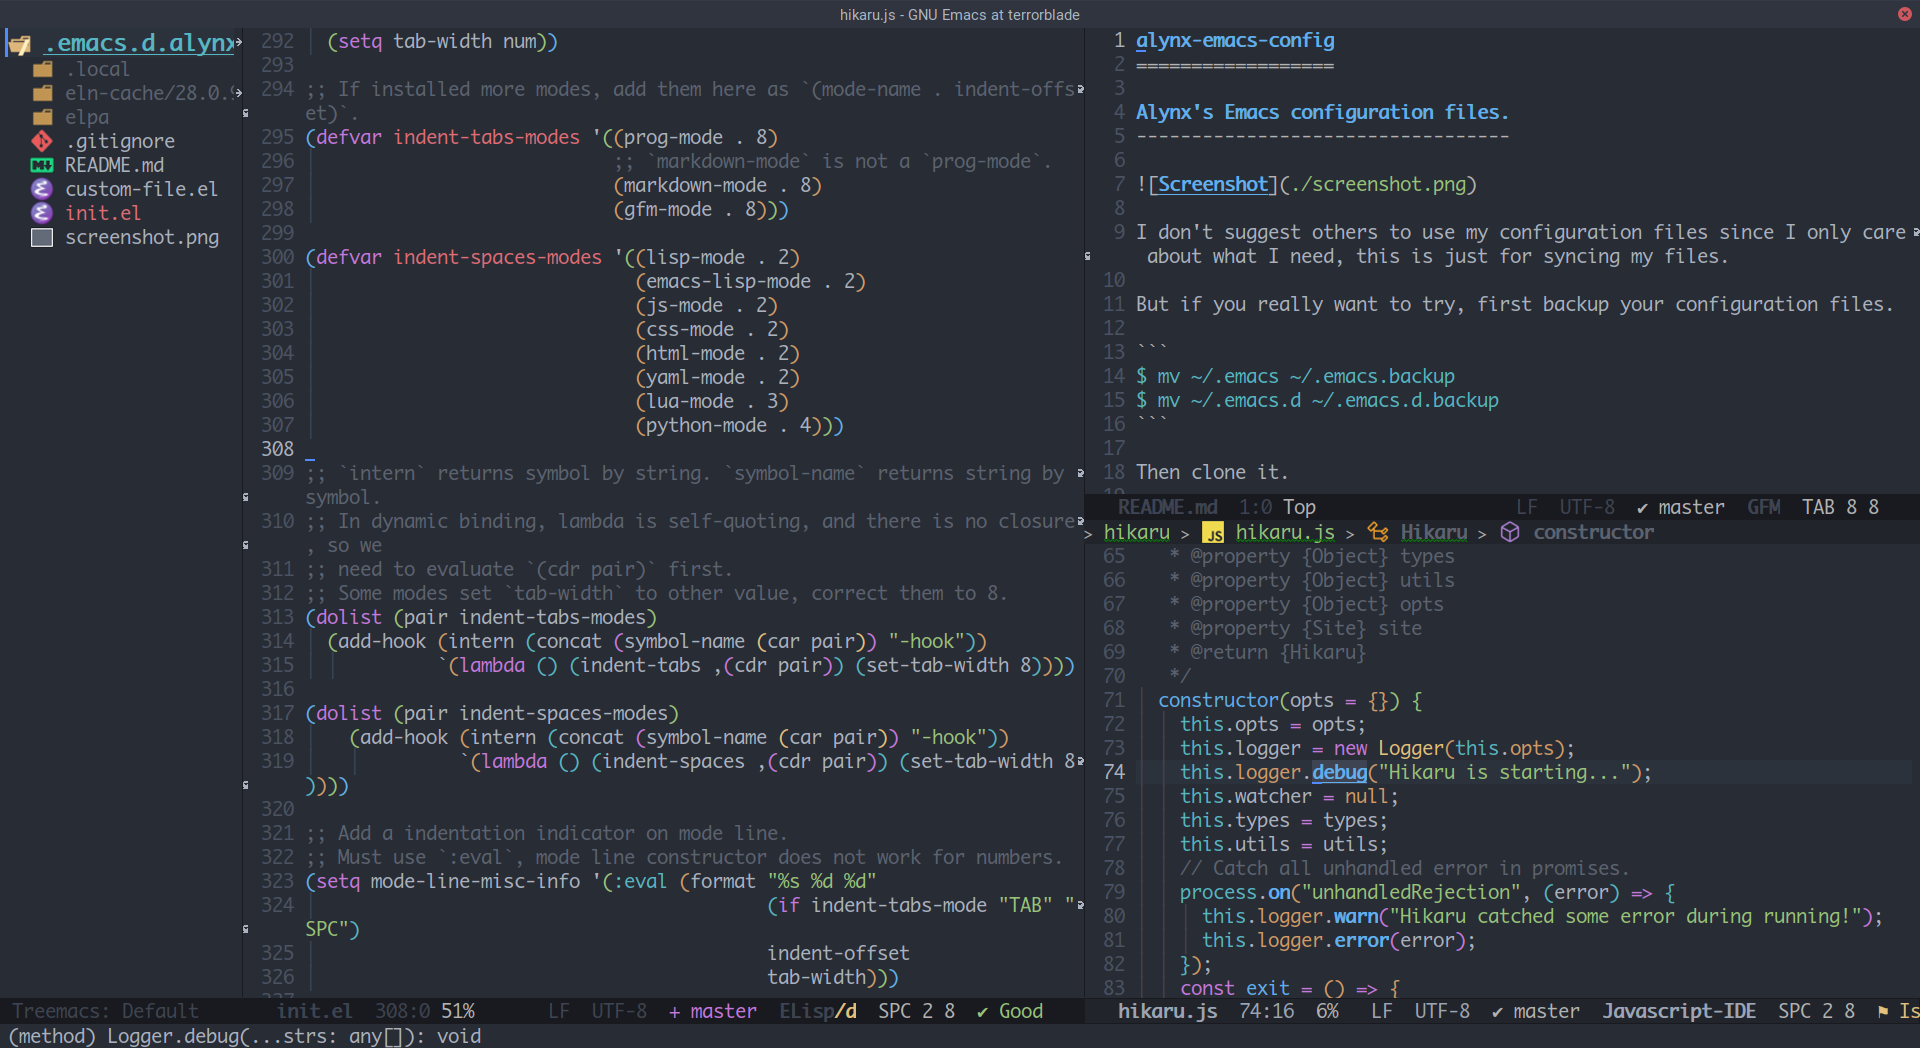 hikaru.js - GNU Emacs at terrorblade
.emacs.d.alynx
.local
eln-cache/28.0.9
elpa
.gitignore
README.md
custom-file.el
init.el
screenshot.png
292   (setq tab-width num))
293
294 ;; If installed more modes, add them here as `(mode-name . indent-offs
et)`.
295 (defvar indent-tabs-modes '((prog-mode . 8)
296                             ;; `markdown-mode` is not a `prog-mode`.
297                             (markdown-mode . 8)
298                             (gfm-mode . 8)))
299
300 (defvar indent-spaces-modes '((lisp-mode . 2)
301                               (emacs-lisp-mode . 2)
302                               (js-mode . 2)
303                               (css-mode . 2)
304                               (html-mode . 2)
305                               (yaml-mode . 2)
306                               (lua-mode . 3)
307                               (python-mode . 4)))
308
309 ;; `intern` returns symbol by string. `symbol-name` returns string by
symbol.
310 ;; In dynamic binding, lambda is self-quoting, and there is no closure
, so we
311 ;; need to evaluate `(cdr pair)` first.
312 ;; Some modes set `tab-width` to other value, correct them to 8.
313 (dolist (pair indent-tabs-modes)
314   (add-hook (intern (concat (symbol-name (car pair)) "-hook"))
315             `(lambda () (indent-tabs ,(cdr pair)) (set-tab-width 8))))
316
317 (dolist (pair indent-spaces-modes)
318     (add-hook (intern (concat (symbol-name (car pair)) "-hook"))
319               `(lambda () (indent-spaces ,(cdr pair)) (set-tab-width 8
))))
320
321 ;; Add a indentation indicator on mode line.
322 ;; Must use `:eval`, mode line constructor does not work for numbers.
323 (setq mode-line-misc-info '(:eval (format "%s %d %d"
324                                           (if indent-tabs-mode "TAB" "
SPC")
325                                           indent-offset
326                                           tab-width)))
Treemacs: Default
init.el 308:0 51% LF UTF-8 + master ELisp/d SPC 2 8 ✔ Good
1 alynx-emacs-config
2 ==================
3
4 Alynx's Emacs configuration files.
5 ----------------------------------
6
7 ![Screenshot](./screenshot.png)
8
9 I don't suggest others to use my configuration files since I only care
 about what I need, this is just for syncing my files.
10
11 But if you really want to try, first backup your configuration files.
12
13 ```
14 $ mv ~/.emacs ~/.emacs.backup
15 $ mv ~/.emacs.d ~/.emacs.d.backup
16 ```
17
18 Then clone it.
README.md 1:0 Top LF UTF-8 ✔ master GFM TAB 8 8
> hikaru > JS hikaru.js > Hikaru > constructor
65    * @property {Object} types
66    * @property {Object} utils
67    * @property {Object} opts
68    * @property {Site} site
69    * @return {Hikaru}
70    */
71   constructor(opts = {}) {
72     this.opts = opts;
73     this.logger = new Logger(this.opts);
74     this.logger.debug("Hikaru is starting...");
75     this.watcher = null;
76     this.types = types;
77     this.utils = utils;
78     // Catch all unhandled error in promises.
79     process.on("unhandledRejection", (error) => {
80       this.logger.warn("Hikaru catched some error during running!");
81       this.logger.error(error);
82     });
83     const exit = () => {
hikaru.js 74:16 6% LF UTF-8 ✔ master Javascript-IDE SPC 2 8 ⚑ Is
(method) Logger.debug(...strs: any[]): void